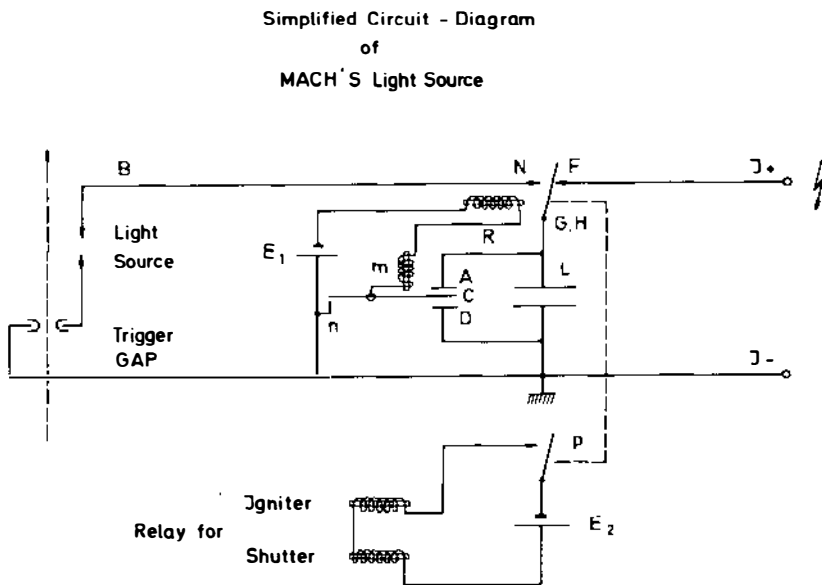 Simplified Circuit - Diagram
of
MACH'S Light Source
B
N
F
J+
G,H
R
Light
Source
E1
m
A
L
C
D
n
Trigger
GAP
J-
P
Jgniter
Relay for
E2
Shutter